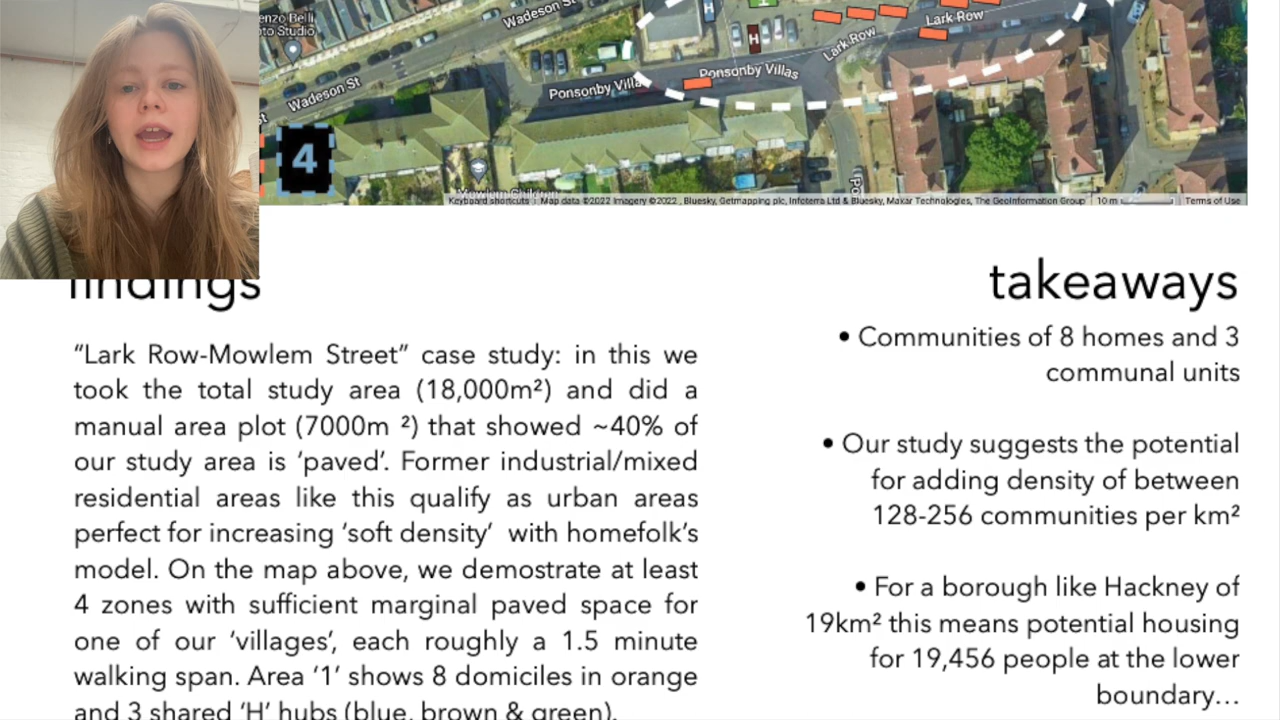 enzo Belli
oto Studio
Wadeson St
H
H
Lark Row
Lark Row
Ponsonby Villa
Ponsonby Villas
Wadeson St
4
Mowlem Children
Keyboard shortcuts
Map data ©2022 Imagery ©2022 , Bluesky, Getmapping plc, Infoterra Ltd & Bluesky, Maxar Technologies, The GeoInformation Group
10 m
Terms of Use
findings
“Lark Row-Mowlem Street” case study: in this we
took the total study area (18,000m²) and did a
manual area plot (7000m ²) that showed ~40% of
our study area is ‘paved’. Former industrial/mixed
residential areas like this qualify as urban areas
perfect for increasing ‘soft density’ with homefolk’s
model. On the map above, we demostrate at least
4 zones with sufficient marginal paved space for
one of our ‘villages’, each roughly a 1.5 minute
walking span. Area ‘1’ shows 8 domiciles in orange
and 3 shared ‘H’ hubs (blue, brown & green).
takeaways
• Communities of 8 homes and 3
communal units
• Our study suggests the potential
for adding density of between
128-256 communities per km²
• For a borough like Hackney of
19km² this means potential housing
for 19,456 people at the lower
boundary…